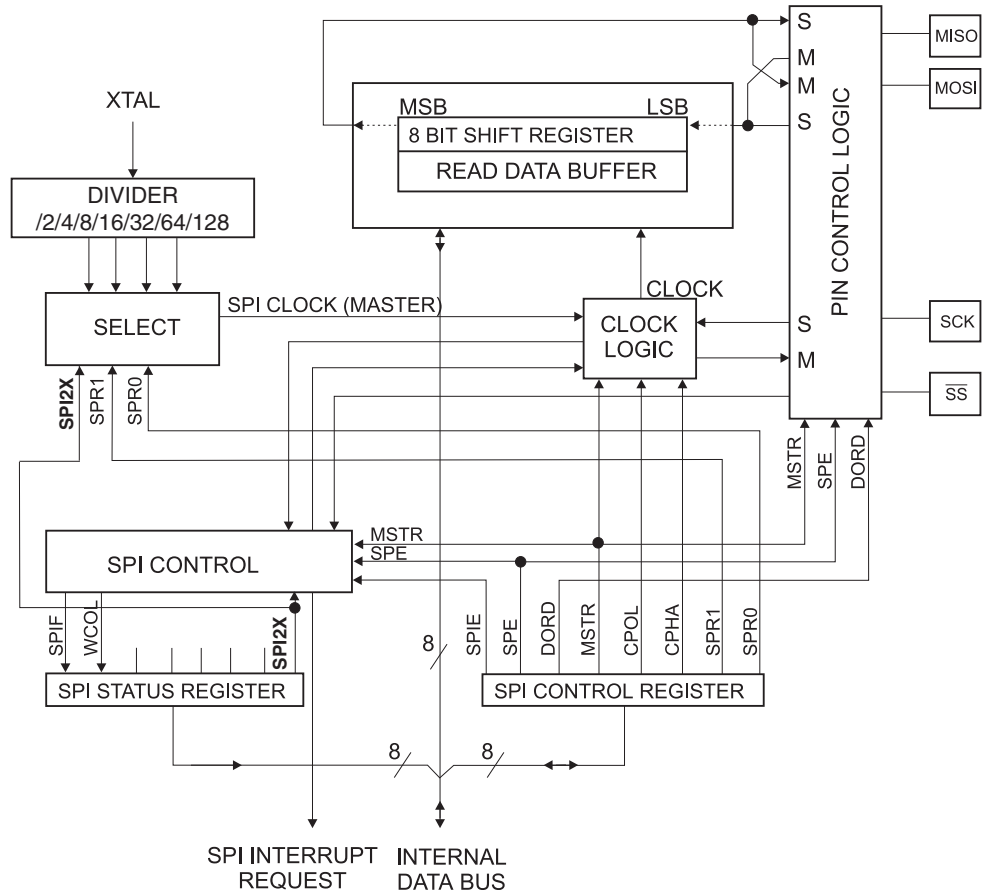 S
MISO
M
XTAL
MSB
LSB
M
MOSI
8 BIT SHIFT REGISTER
S
READ DATA BUFFER
DIVIDER
/2/4/8/16/32/64/128
PIN CONTROL LOGIC
SPI CLOCK (MASTER)
CLOCK
SELECT
CLOCK
LOGIC
S
SCK
M
SPI2X
SPR1
SPR0
SS
MSTR
SPE
DORD
MSTR
SPE
SPI CONTROL
SPIF
WCOL
SPI2X
8
SPIE
SPE
DORD
MSTR
CPOL
CPHA
SPR1
SPR0
SPI STATUS REGISTER
SPI CONTROL REGISTER
8
8
SPI INTERRUPT
REQUEST
INTERNAL
DATA BUS